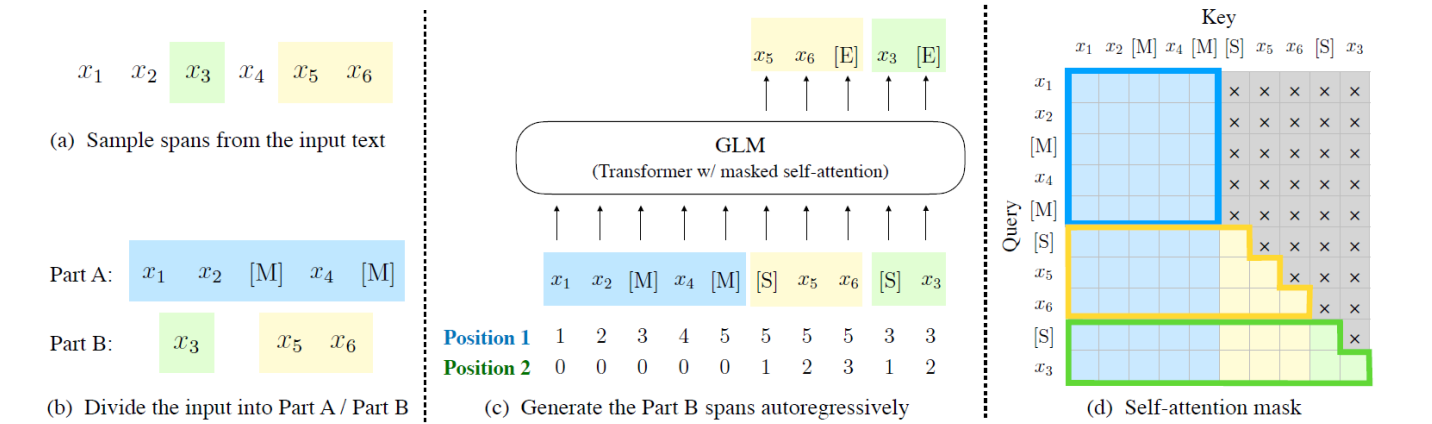 x1 x2 x3 x4 x5 x6
(a) Sample spans from the input text
Part A: x1 x2 [M] x4 [M]
Part B: x3 x5 x6
(b) Divide the input into Part A / Part B
x5 x6 [E] x3 [E]
GLM
(Transformer w/ masked self-attention)
x1 x2 [M] x4 [M] [S] x5 x6 [S] x3
Position 1 1 2 3 4 5 5 5 5 3 3
Position 2 0 0 0 0 0 1 2 3 1 2
(c) Generate the Part B spans autoregressively
Key
x1 x2 [M] x4 [M] [S] x5 x6 [S] x3
Query
x1 × × × × ×
x2 × × × × ×
[M] × × × × ×
x4 × × × × ×
[M] × × × × ×
[S] × × × ×
x5 × × ×
x6 × ×
[S] ×
x3
(d) Self-attention mask